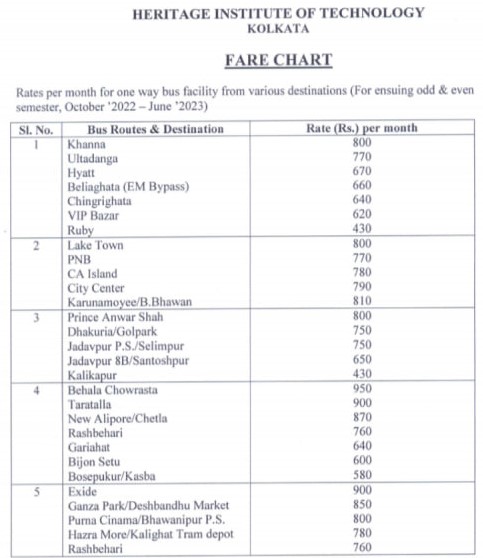 HERITAGE INSTITUTE OF TECHNOLOGY
KOLKATA
FARE CHART
Rates per month for one way bus facility from various destinations (For ensuing odd & even
semester, October '2022 – June '2023)
Sl. No. Bus Routes & Destination Rate (Rs.) per month
1 Khanna 800
Ultadanga 770
Hyatt 670
Beliaghata (EM Bypass) 660
Chingrighata 640
VIP Bazar 620
Ruby 430
2 Lake Town 800
PNB 770
CA Island 780
City Center 790
Karunamoyee/B.Bhawan 810
3 Prince Anwar Shah 800
Dhakuria/Golpark 750
Jadavpur P.S./Selimpur 750
Jadavpur 8B/Santoshpur 650
Kalikapur 430
4 Behala Chowrasta 950
Taratalla 900
New Alipore/Chetla 870
Rashbehari 760
Gariahat 640
Bijon Setu 600
Bosepukur/Kasba 580
5 Exide 900
Ganza Park/Deshbandhu Market 850
Purna Cinama/Bhawanipur P.S. 800
Hazra More/Kalighat Tram depot 780
Rashbehari 760